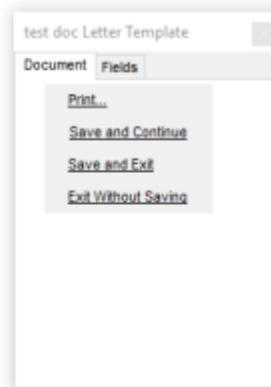 test doc Letter Template
Document Fields
Print...
Save and Continue
Save and Exit
Exit Without Saving